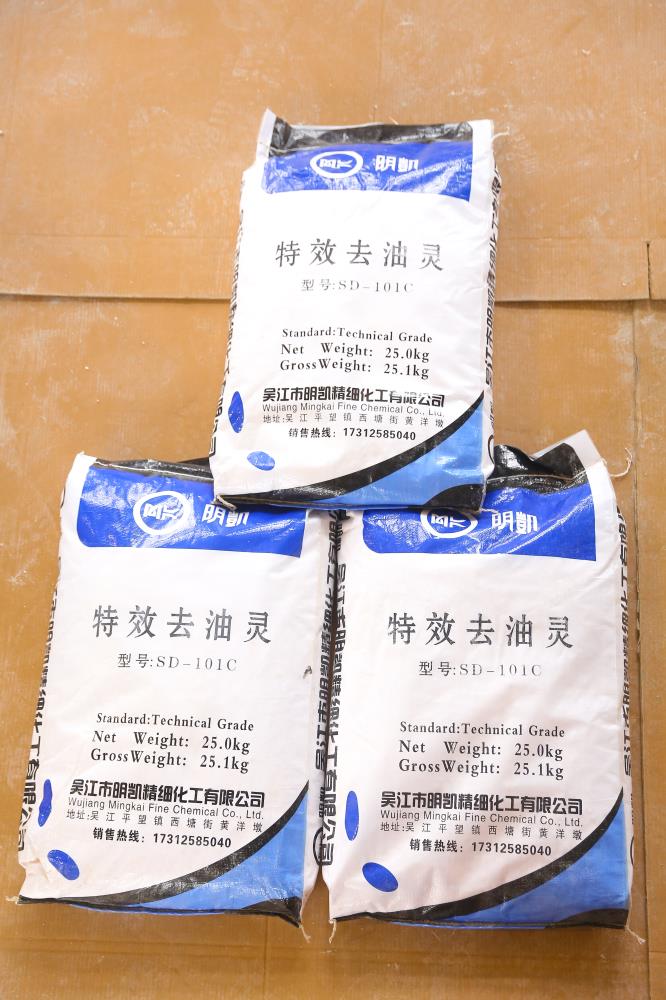 明凯
特效去油灵
型号:SD-101C
Standard:Technical Grade
Net Weight: 25.0kg
GrossWeight: 25.1kg
吴江市明凯精细化工有限公司
Wujiang Mingkai Fine Chemical Co., Ltd.
地址:吴江平望镇西塘街黄洋墩
销售热线: 17312585040
明凯
特效去油灵
型号:SD-101C
Standard:Technical Grade
Net Weight: 25.0kg
GrossWeight: 25.1kg
吴江市明凯精细化工有限公司
Wujiang Mingkai Fine Chemical Co., Ltd.
地址:吴江平望镇西塘街黄洋墩
销售热线: 17312585040
明凯
特效去油灵
型号:SD-101C
Standard:Technical Grade
Net Weight: 25.0kg
GrossWeight: 25.1kg
吴江市明凯精细化工有限公司
Wujiang Mingkai Fine Chemical Co., Ltd.
地址:吴江平望镇西塘街黄洋墩
销售热线: 17312585040